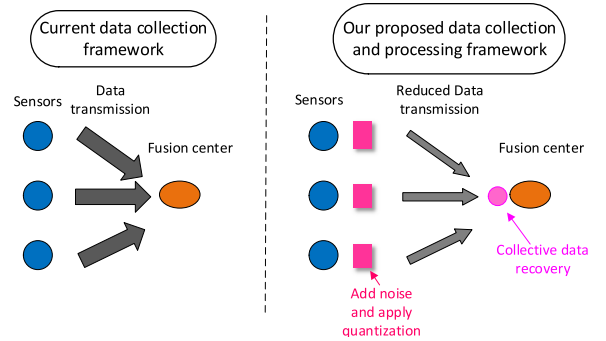 Current data collection
framework
Sensors
Data
transmission
Fusion center
Our proposed data collection
and processing framework
Sensors
Reduced Data
transmission
Fusion center
Collective data
recovery
Add noise
and apply
quantization